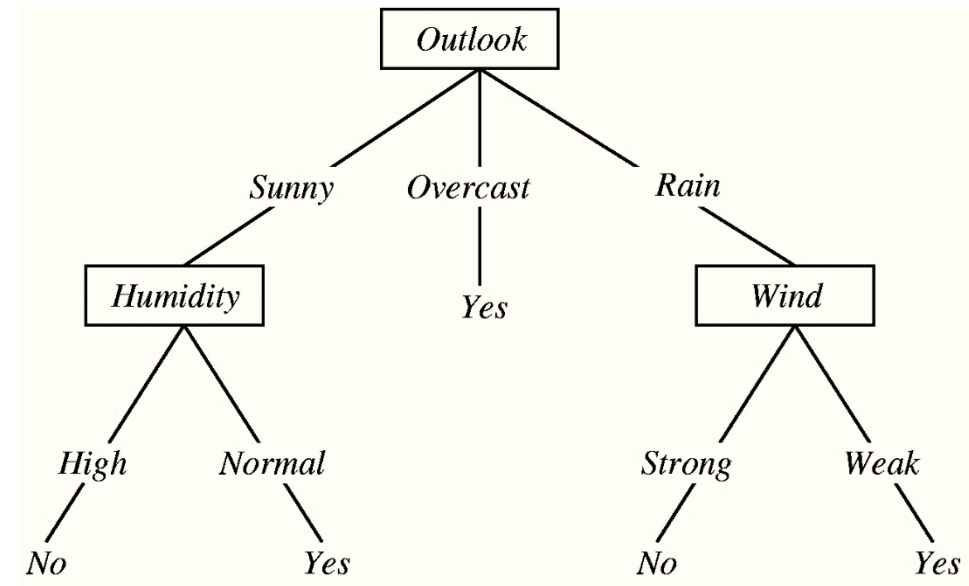 Outlook
Sunny Overcast Rain
Humidity Yes Wind
High Normal Strong Weak
No Yes No Yes